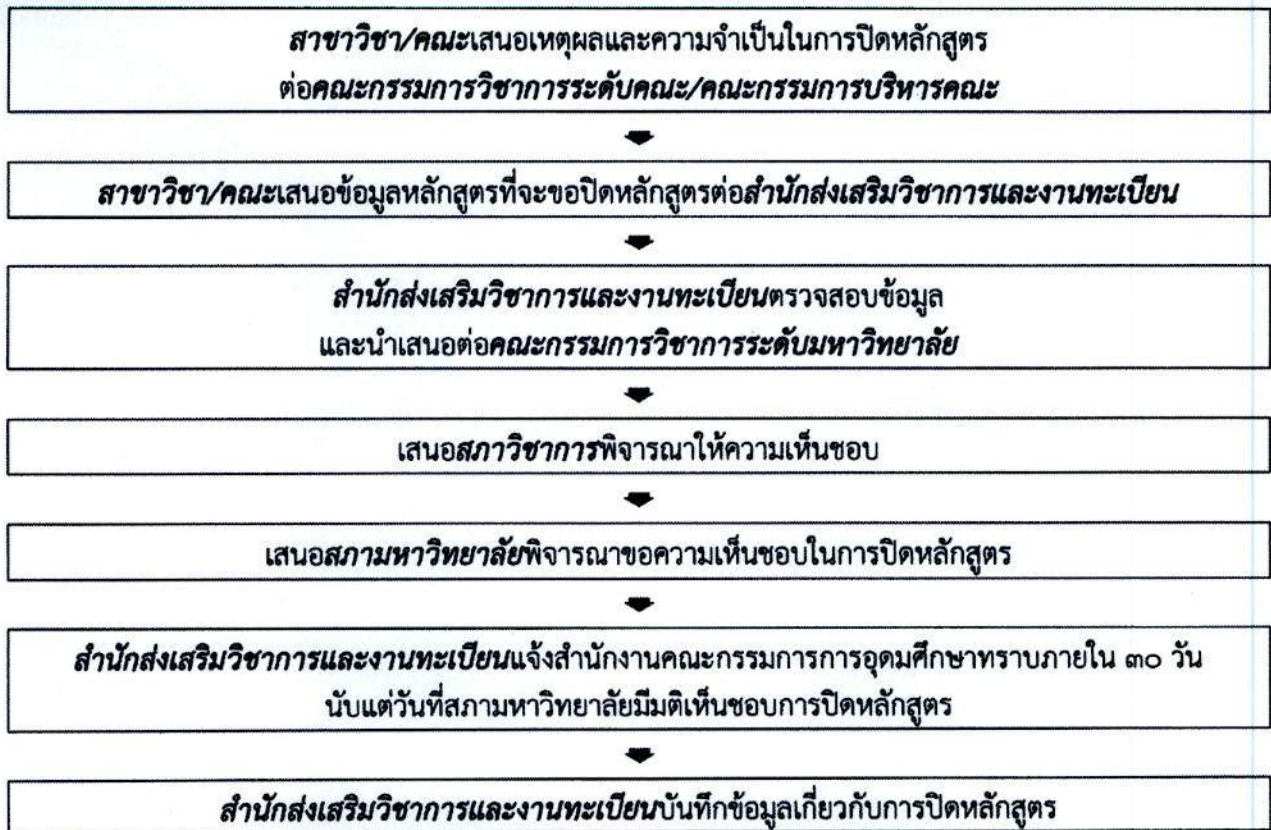 สาขาวิชา/คณะเสนอเหตุผลและความจำเป็นในการปิดหลักสูตร
ต่อคณะกรรมการวิชาการระดับคณะ/คณะกรรมการบริหารคณะ
สาขาวิชา/คณะเสนอข้อมูลหลักสูตรที่จะขอปิดหลักสูตรต่อสำนักส่งเสริมวิชาการและงานทะเบียน
สำนักส่งเสริมวิชาการและงานทะเบียนตรวจสอบข้อมูล
และนำเสนอต่อคณะกรรมการวิชาการระดับมหาวิทยาลัย
เสนอสภาวิชาการพิจารณาให้ความเห็นชอบ
เสนอสภามหาวิทยาลัยพิจารณาขอความเห็นชอบในการปิดหลักสูตร
สำนักส่งเสริมวิชาการและงานทะเบียนแจ้งสำนักงานคณะกรรมการการอุดมศึกษาทราบภายใน ๓๐ วัน
นับแต่วันที่สภามหาวิทยาลัยมีมติเห็นชอบการปิดหลักสูตร
สำนักส่งเสริมวิชาการและงานทะเบียนบันทึกข้อมูลเกี่ยวกับการปิดหลักสูตร